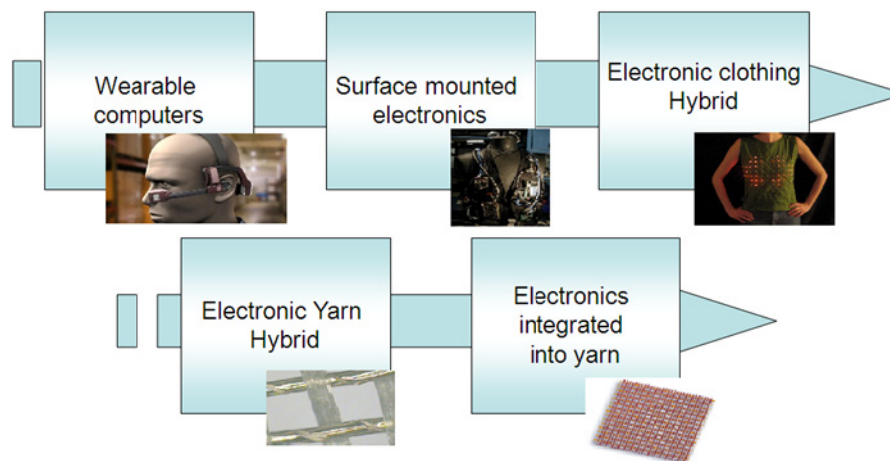 Wearable
computers
Surface mounted
electronics
Electronic clothing
Hybrid
Electronic Yarn
Hybrid
Electronics
integrated
into yarn